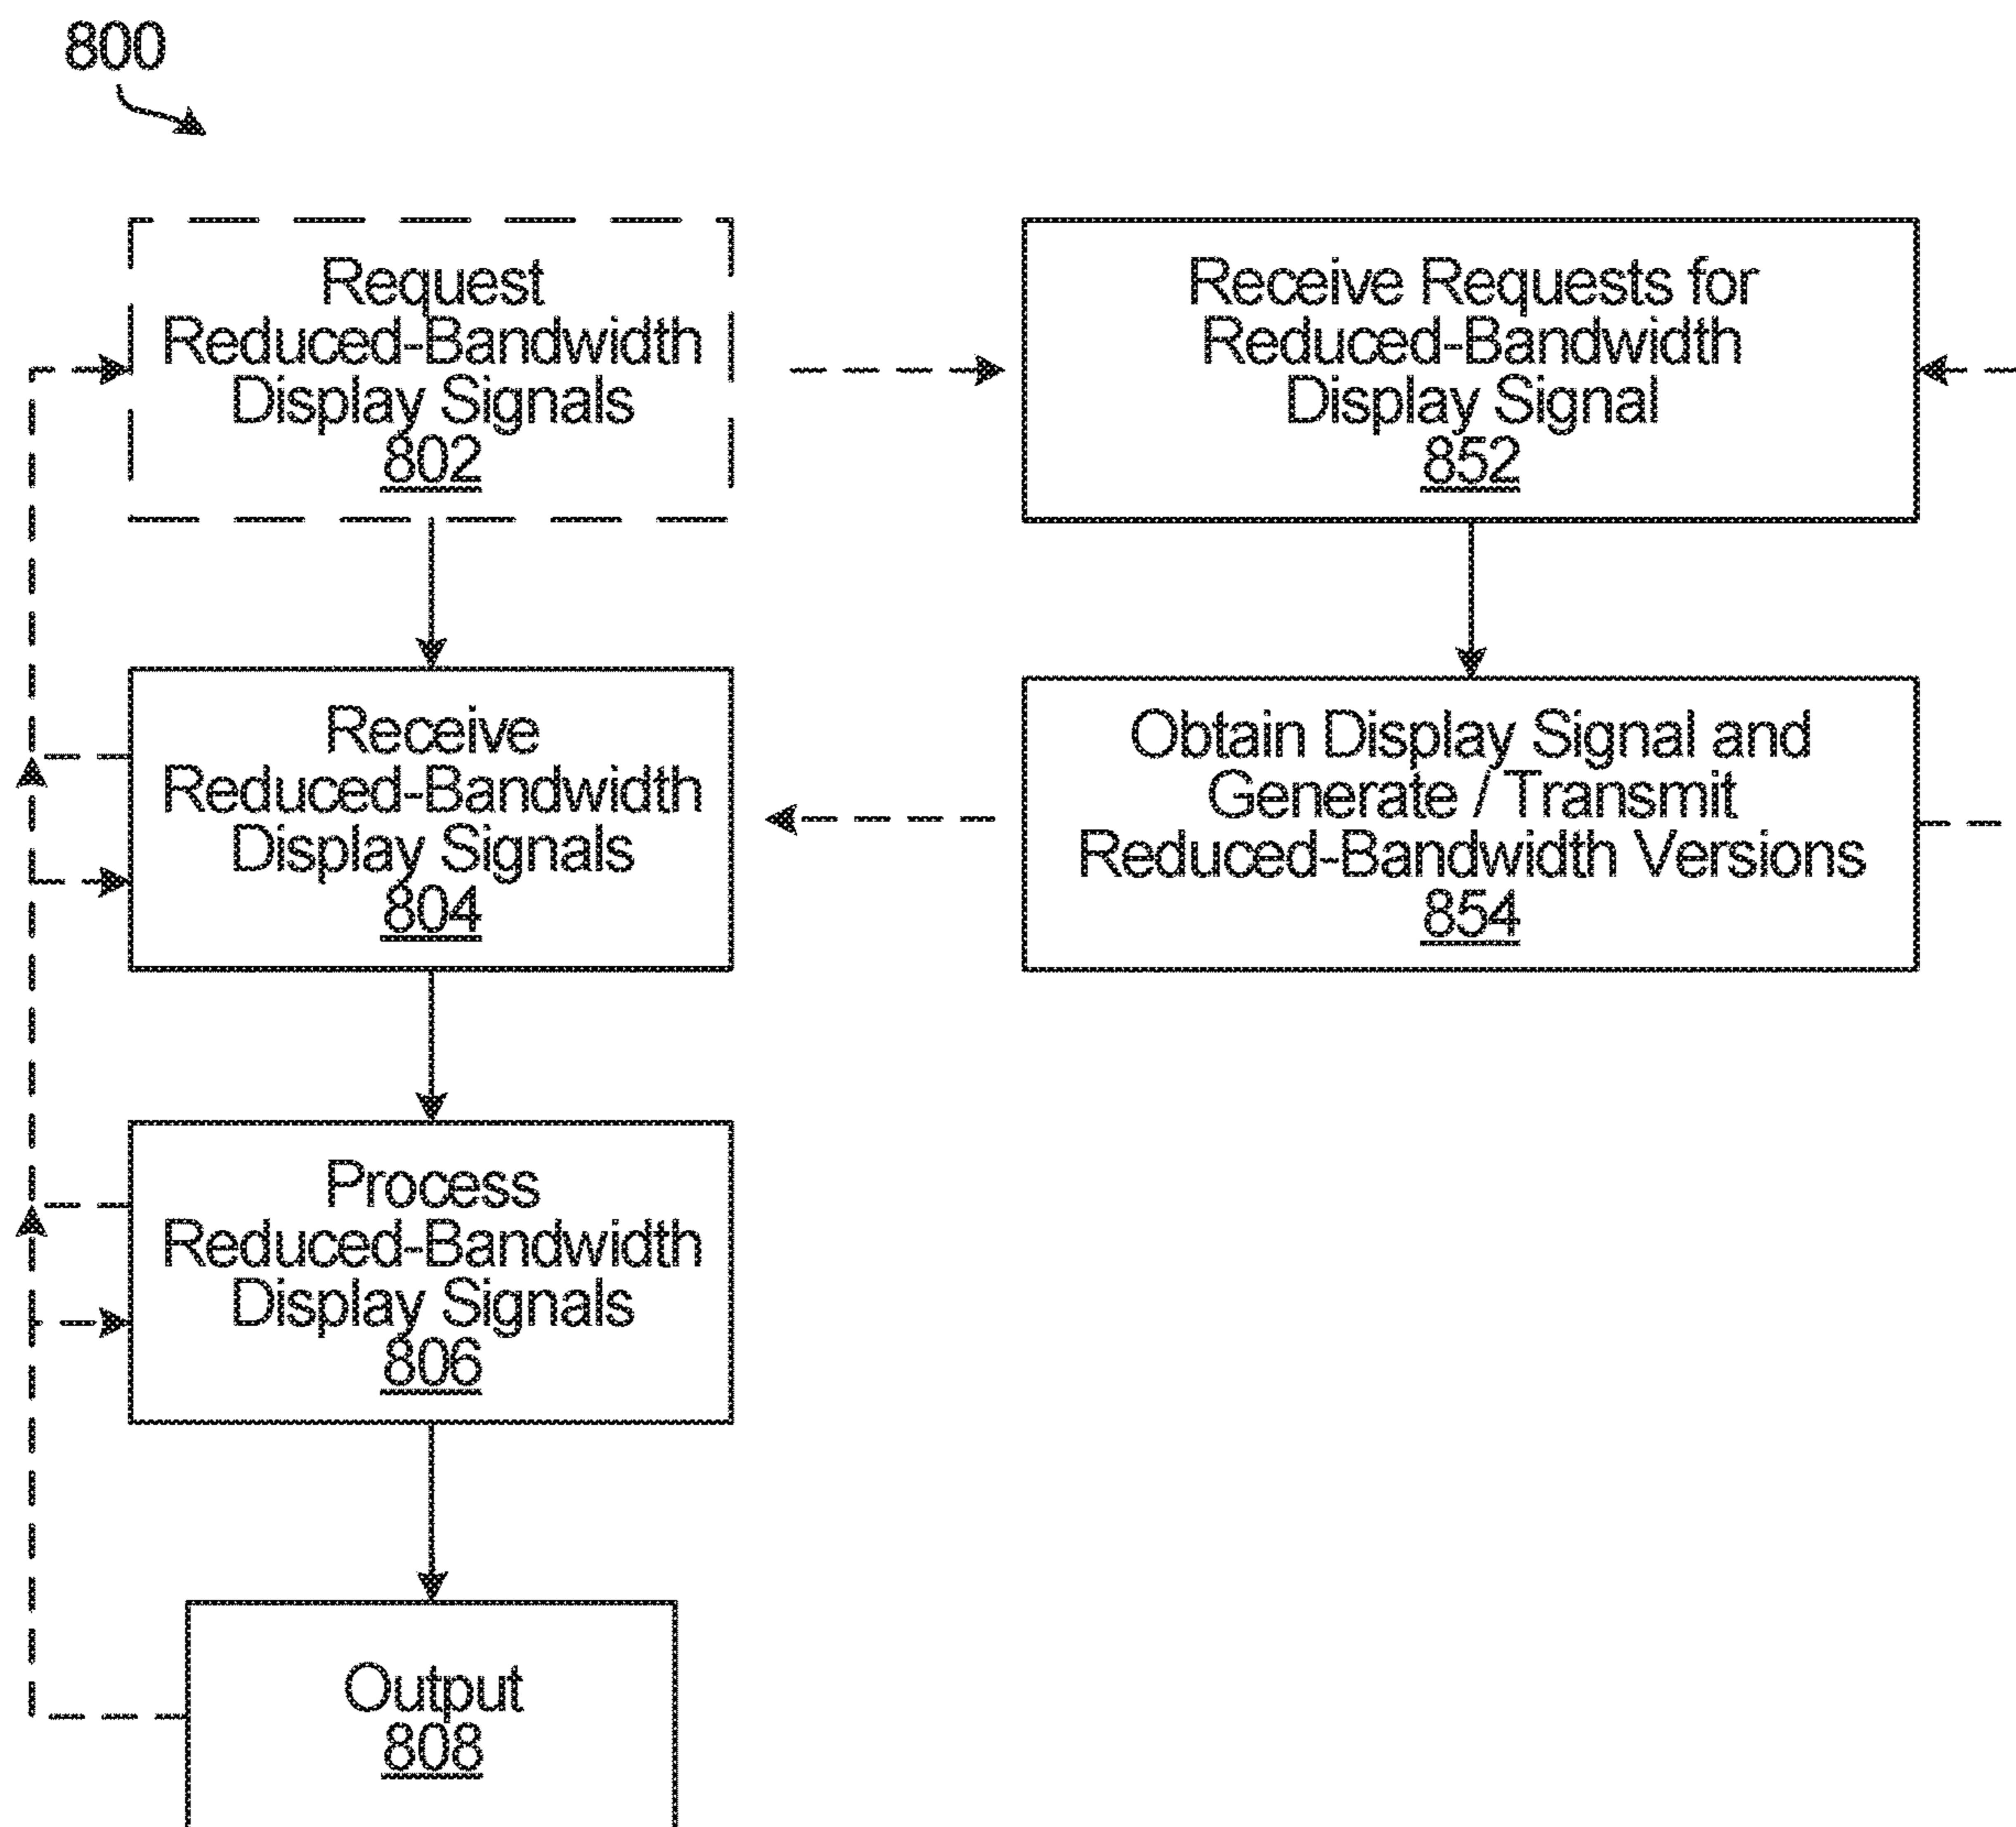 800
Request
Reduced-Bandwidth
Display Signals
802
Receive Requests for
Reduced-Bandwidth
Display Signal
852
Receive
Reduced-Bandwidth
Display Signals
804
Obtain Display Signal and
Generate / Transmit
Reduced-Bandwidth Versions
854
Process
Reduced-Bandwidth
Display Signals
806
Output
808